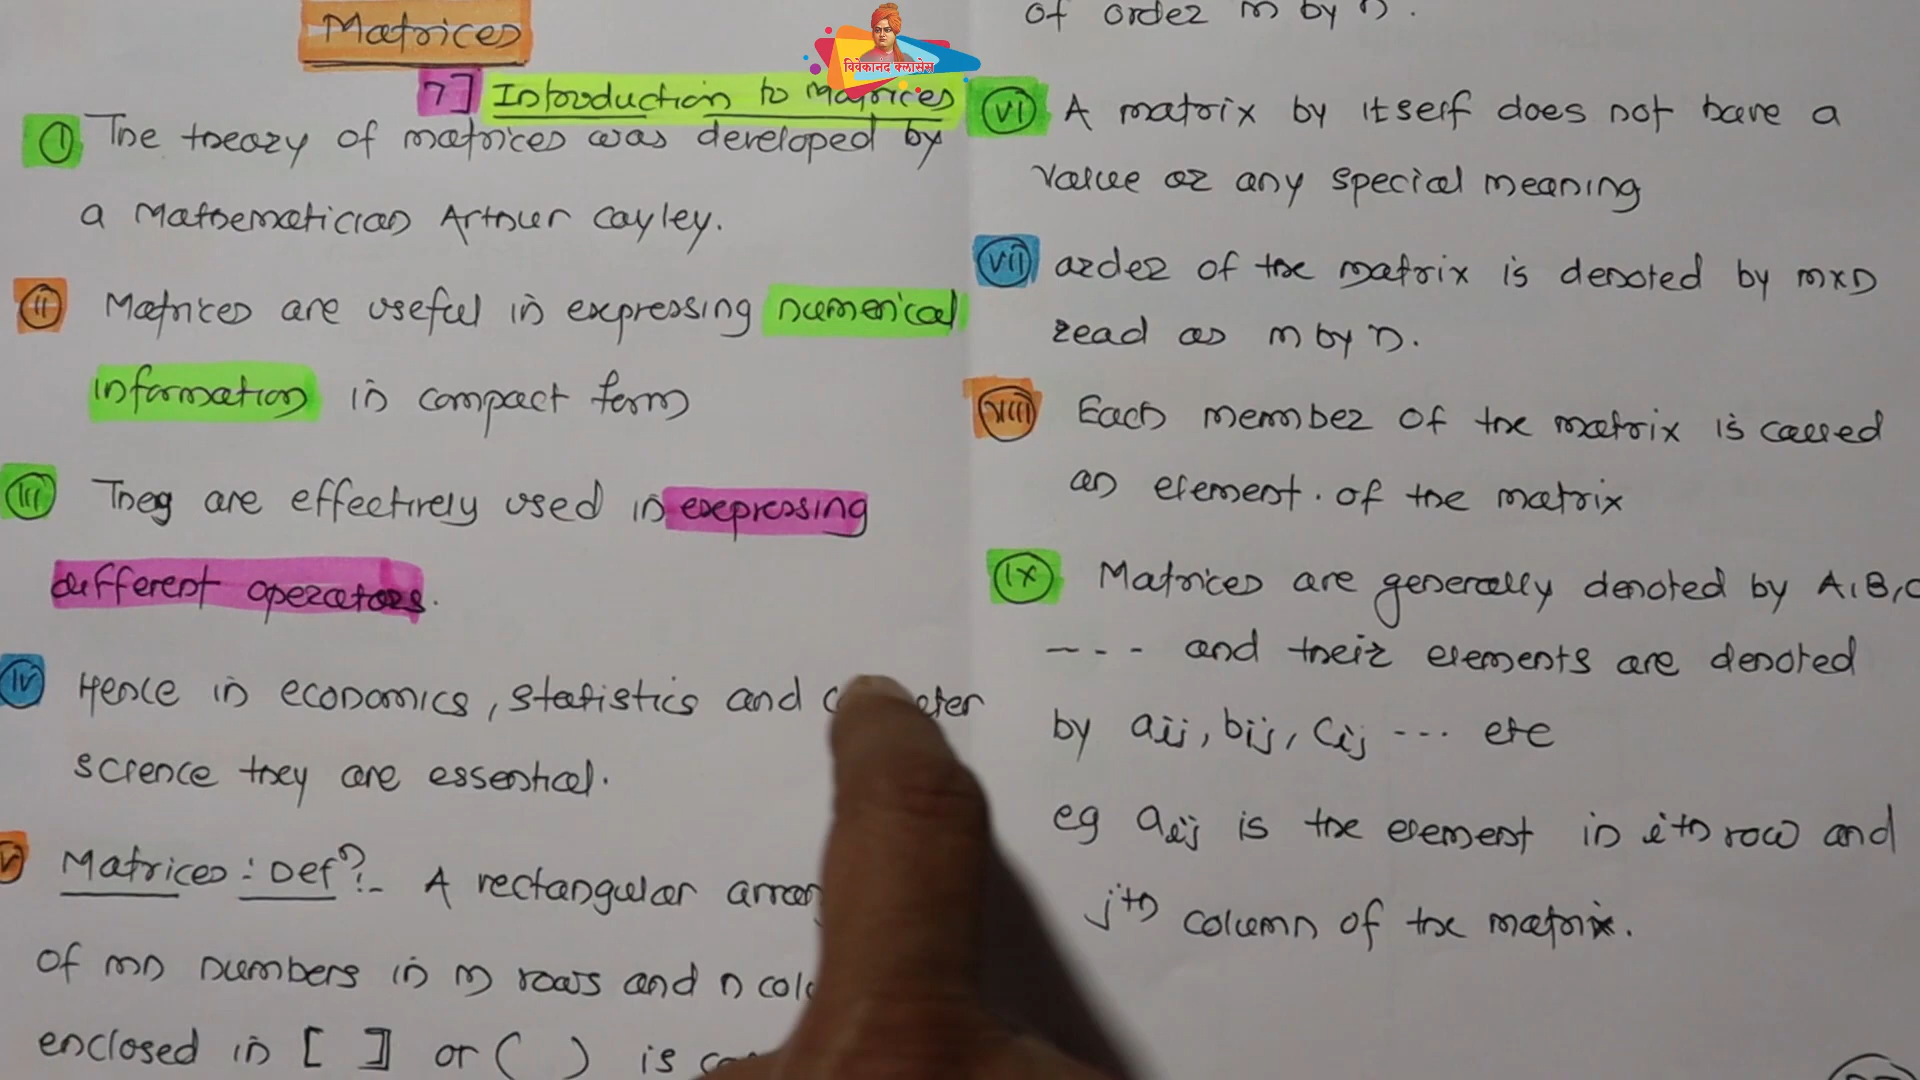 Matrices
विवेकानंद क्लासेस
7] Introduction to Matrices
(I) The theory of matrices was developed by
a Mathematician Arthur Cayley.
(II) Matrices are useful in expressing numerical
information in compact form
(III) They are effectively used in exepressing
different operators.
(IV) Hence in economics, statistics and
science they are essential.
(V) Matrices : Defn:- A rectangular array
of mn numbers in m rows and n
enclosed in [ ] or ( ) is
of order m by n.
(VI) A matrix by itself does not have a
value or any special meaning
(VII) order of the matrix is denoted by mxn
read as m by n.
(VIII) Each member of the matrix is called
an element. of the matrix
(IX) Matrices are generally denoted by A, B, C
---- and their elements are denoted
by aij, bij, cij --- etc
eg aij is the element in ith row and
jth column of the matrix.